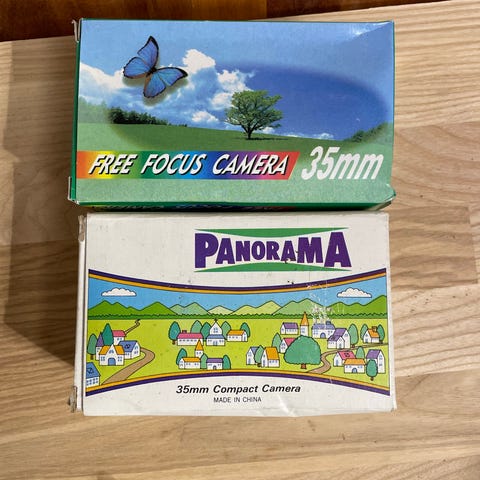 FREE FOCUS CAMERA 35mm
PANORAMA
35mm Compact Camera
MADE IN CHINA